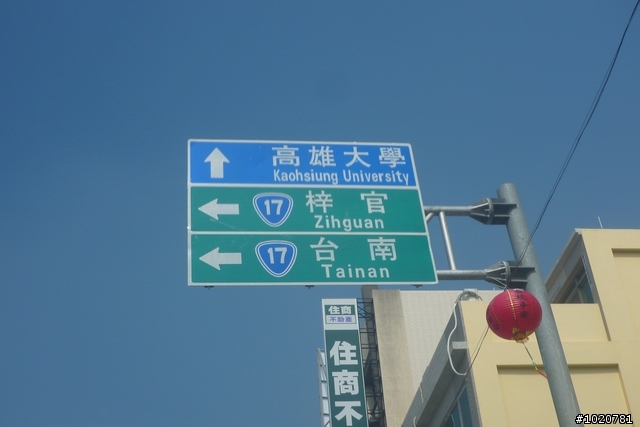 高雄大學
Kaohsiung University
17 梓官
Zihguan
17 台南
Tainan
住商
不動產
住商不
#1020781